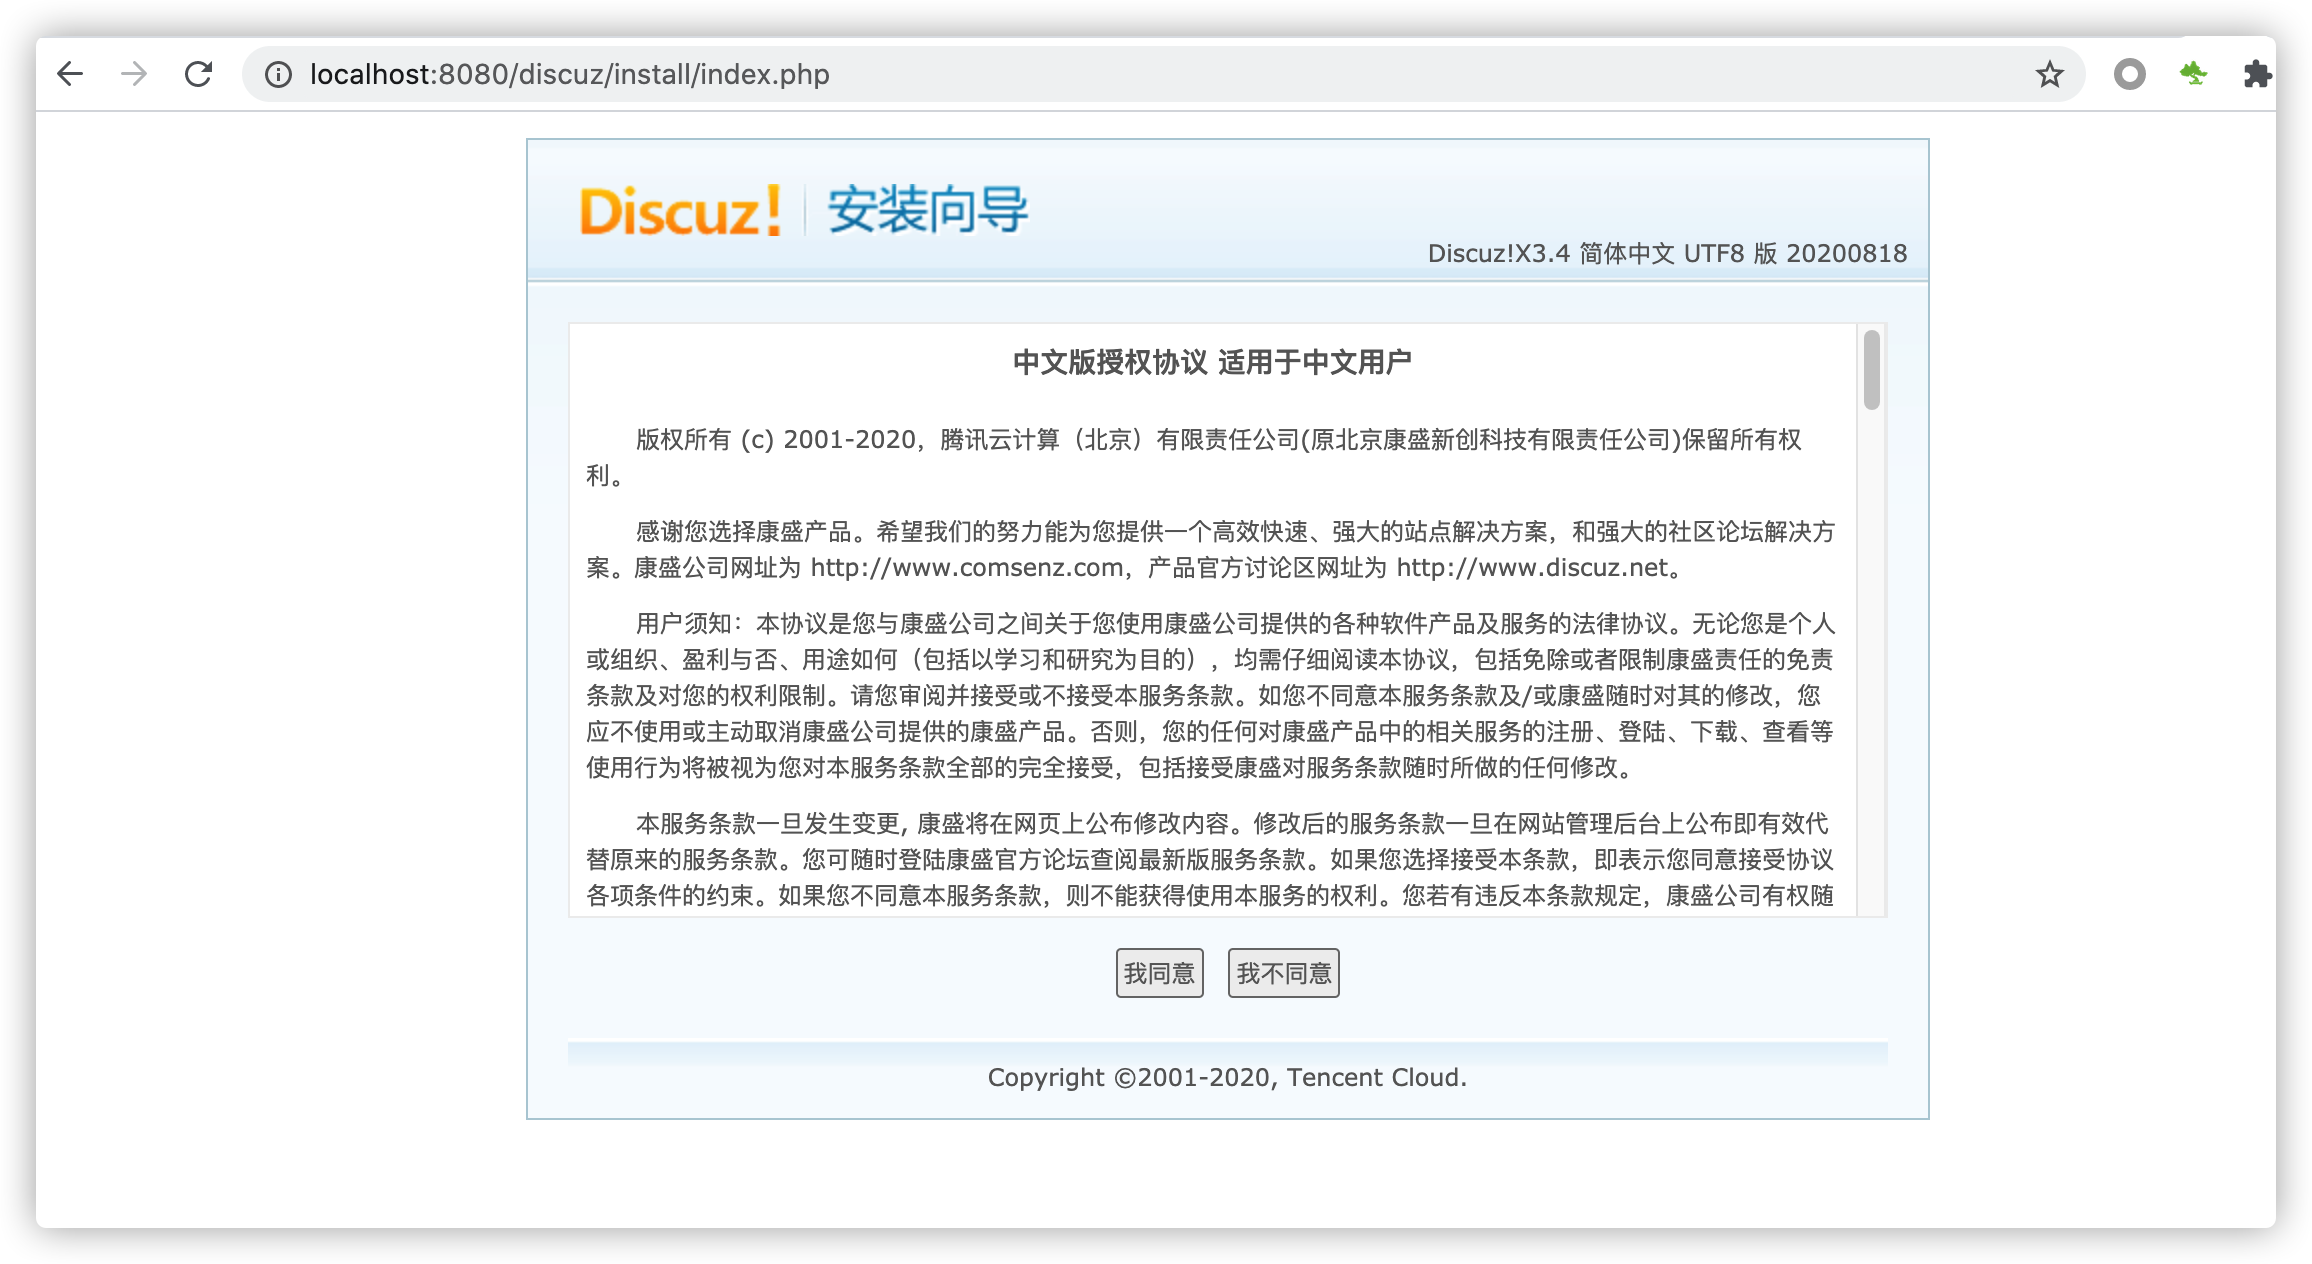 localhost:8080/discuz/install/index.php
Discuz! 安装向导
Discuz!X3.4 简体中文 UTF8 版 20200818
中文版授权协议 适用于中文用户
版权所有 (c) 2001-2020，腾讯云计算（北京）有限责任公司(原北京康盛新创科技有限责任公司)保留所有权
利。
感谢您选择康盛产品。希望我们的努力能为您提供一个高效快速、强大的站点解决方案，和强大的社区论坛解决方
案。康盛公司网址为 http://www.comsenz.com，产品官方讨论区网址为 http://www.discuz.net。
用户须知：本协议是您与康盛公司之间关于您使用康盛公司提供的各种软件产品及服务的法律协议。无论您是个人
或组织、盈利与否、用途如何（包括以学习和研究为目的），均需仔细阅读本协议，包括免除或者限制康盛责任的免责
条款及对您的权利限制。请您审阅并接受或不接受本服务条款。如您不同意本服务条款及/或康盛随时对其的修改，您
应不使用或主动取消康盛公司提供的康盛产品。否则，您的任何对康盛产品中的相关服务的注册、登陆、下载、查看等
使用行为将被视为您对本服务条款全部的完全接受，包括接受康盛对服务条款随时所做的任何修改。
本服务条款一旦发生变更, 康盛将在网页上公布修改内容。修改后的服务条款一旦在网站管理后台上公布即有效代
替原来的服务条款。您可随时登陆康盛官方论坛查阅最新版服务条款。如果您选择接受本条款，即表示您同意接受协议
各项条件的约束。如果您不同意本服务条款，则不能获得使用本服务的权利。您若有违反本条款规定，康盛公司有权随
我同意 我不同意
Copyright ©2001-2020, Tencent Cloud.